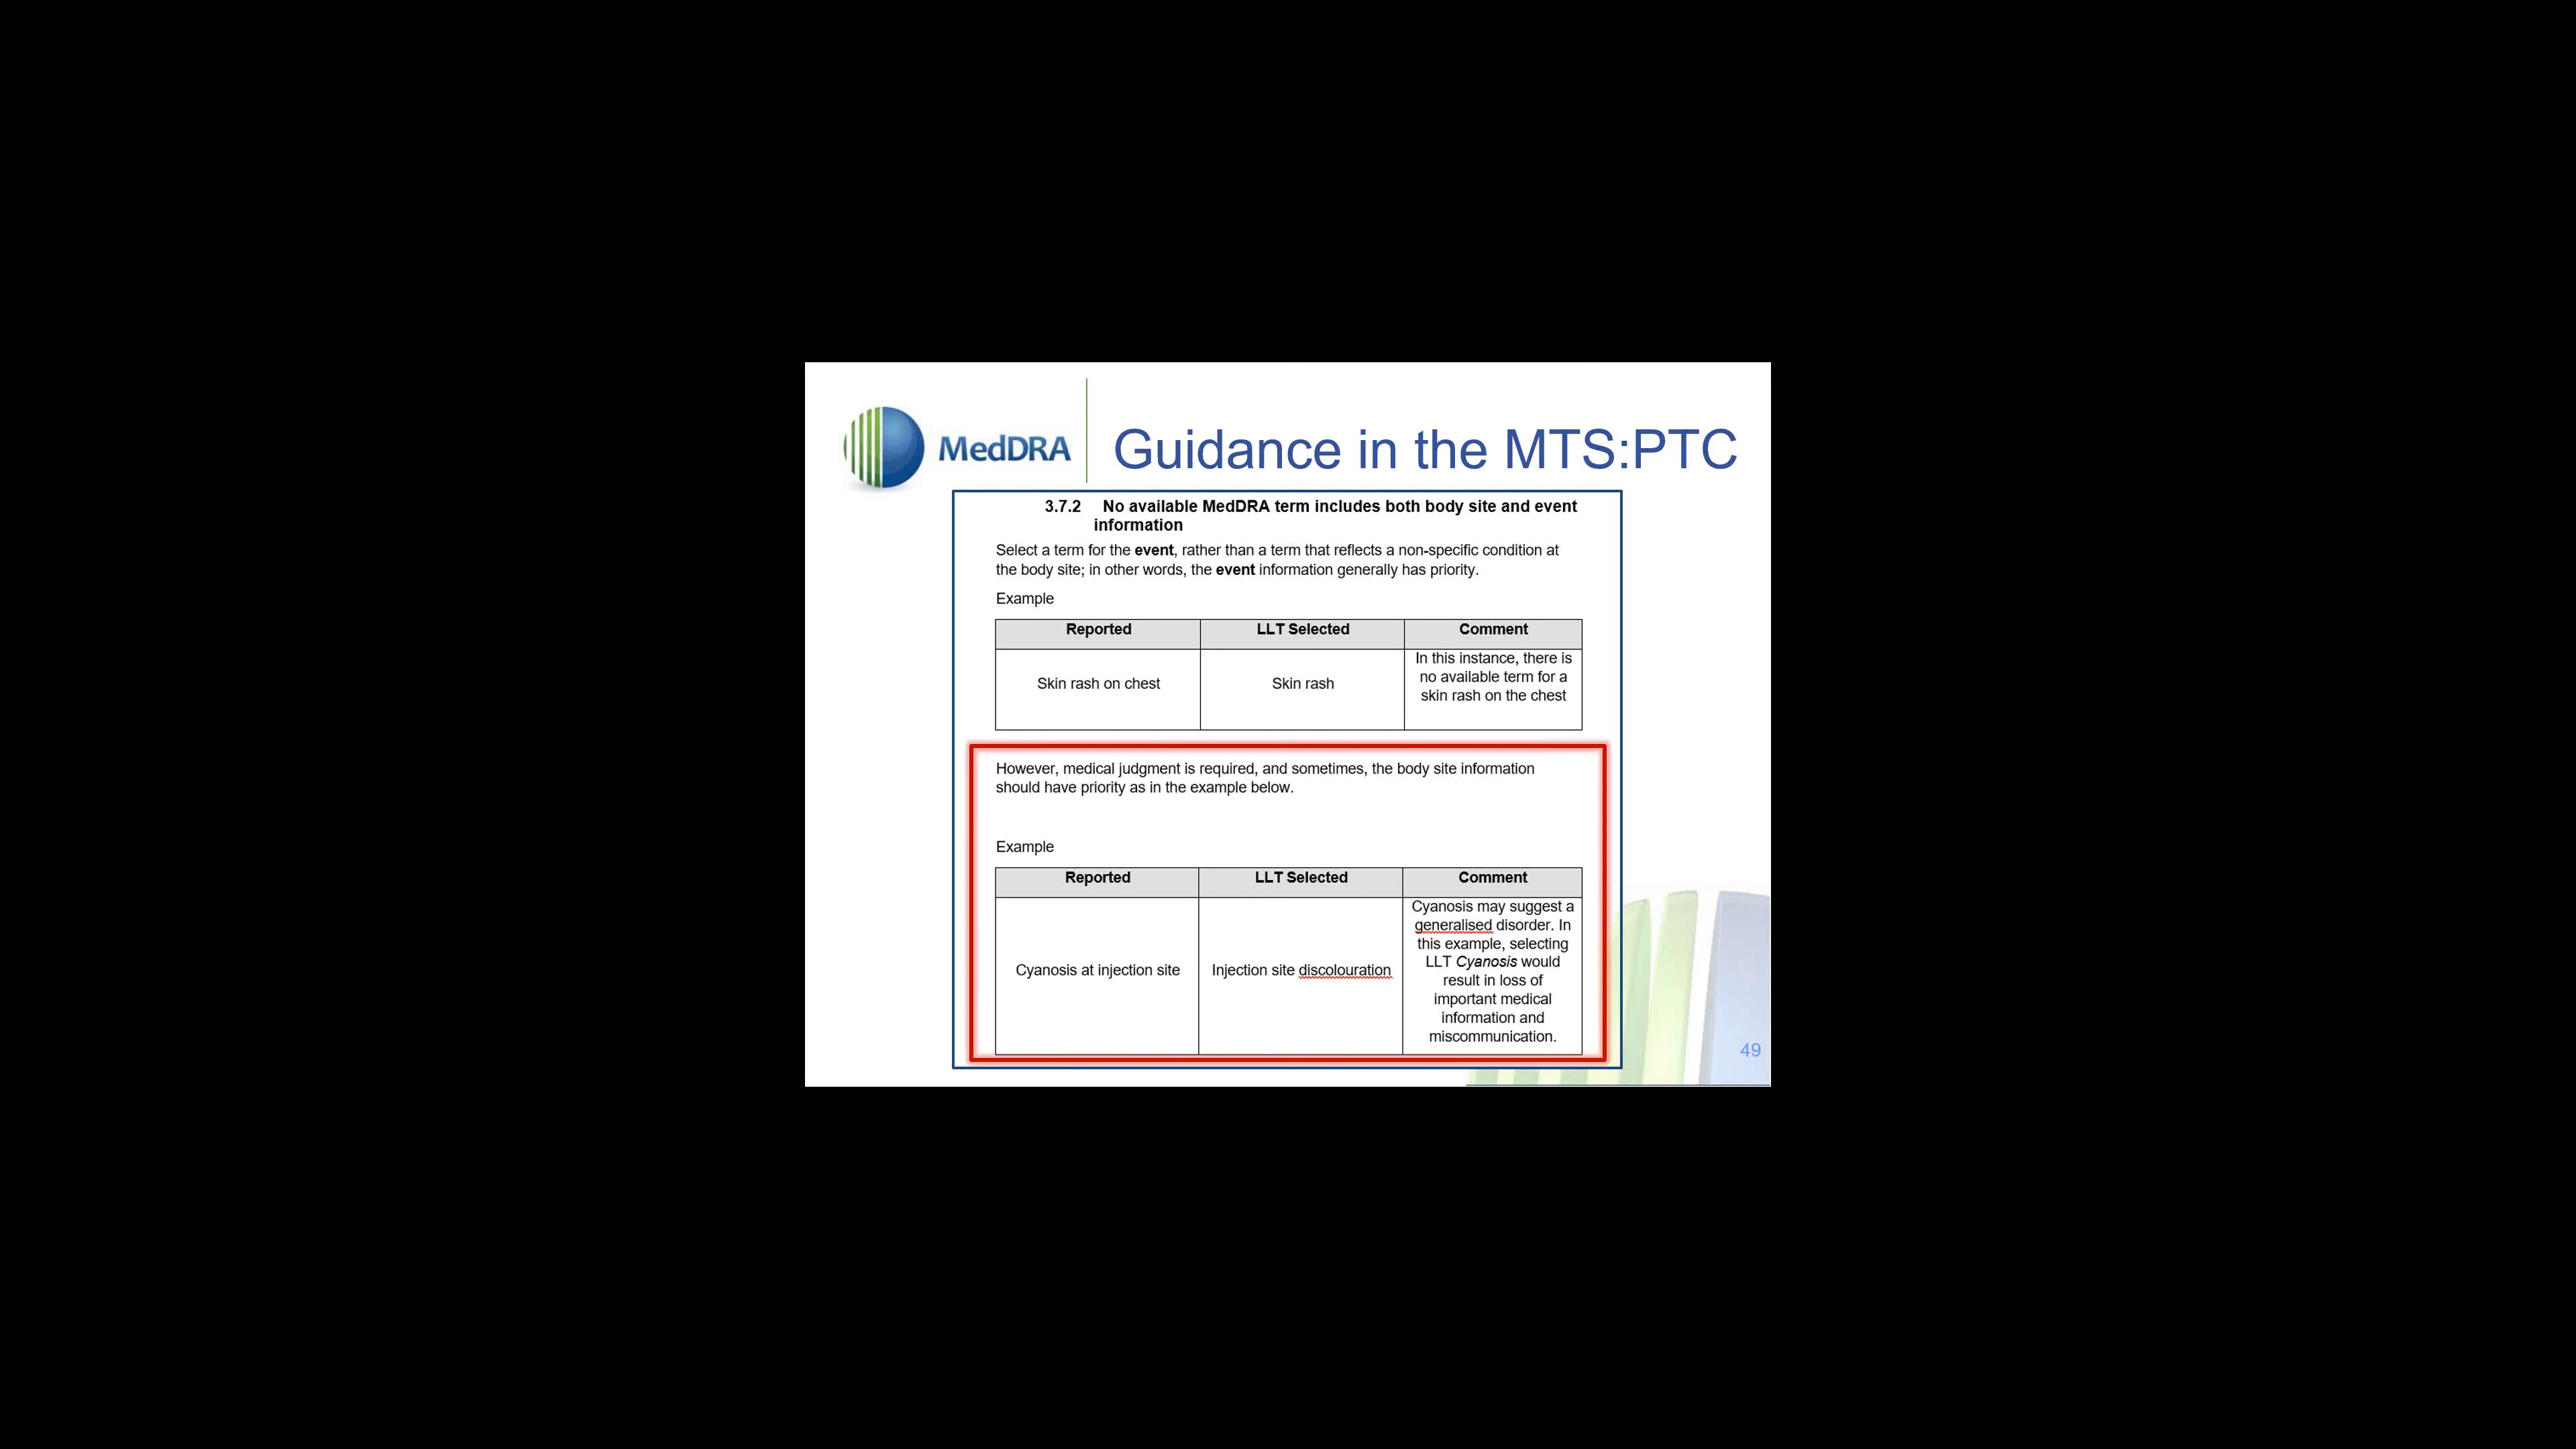 MedDRA
Guidance in the MTS:PTC
3.7.2 No available MedDRA term includes both body site and event
information
Select a term for the event, rather than a term that reflects a non-specific condition at
the body site; in other words, the event information generally has priority.
Example
Reported LLT Selected Comment
Skin rash on chest
Skin rash
In this instance, there is
no available term for a
skin rash on the chest
However, medical judgment is required, and sometimes, the body site information
should have priority as in the example below.
Example
Reported LLT Selected Comment
Cyanosis at injection site
Injection site discolouration
Cyanosis may suggest a
generalised disorder. In
this example, selecting
LLT Cyanosis would
result in loss of
important medical
information and
miscommunication.
49